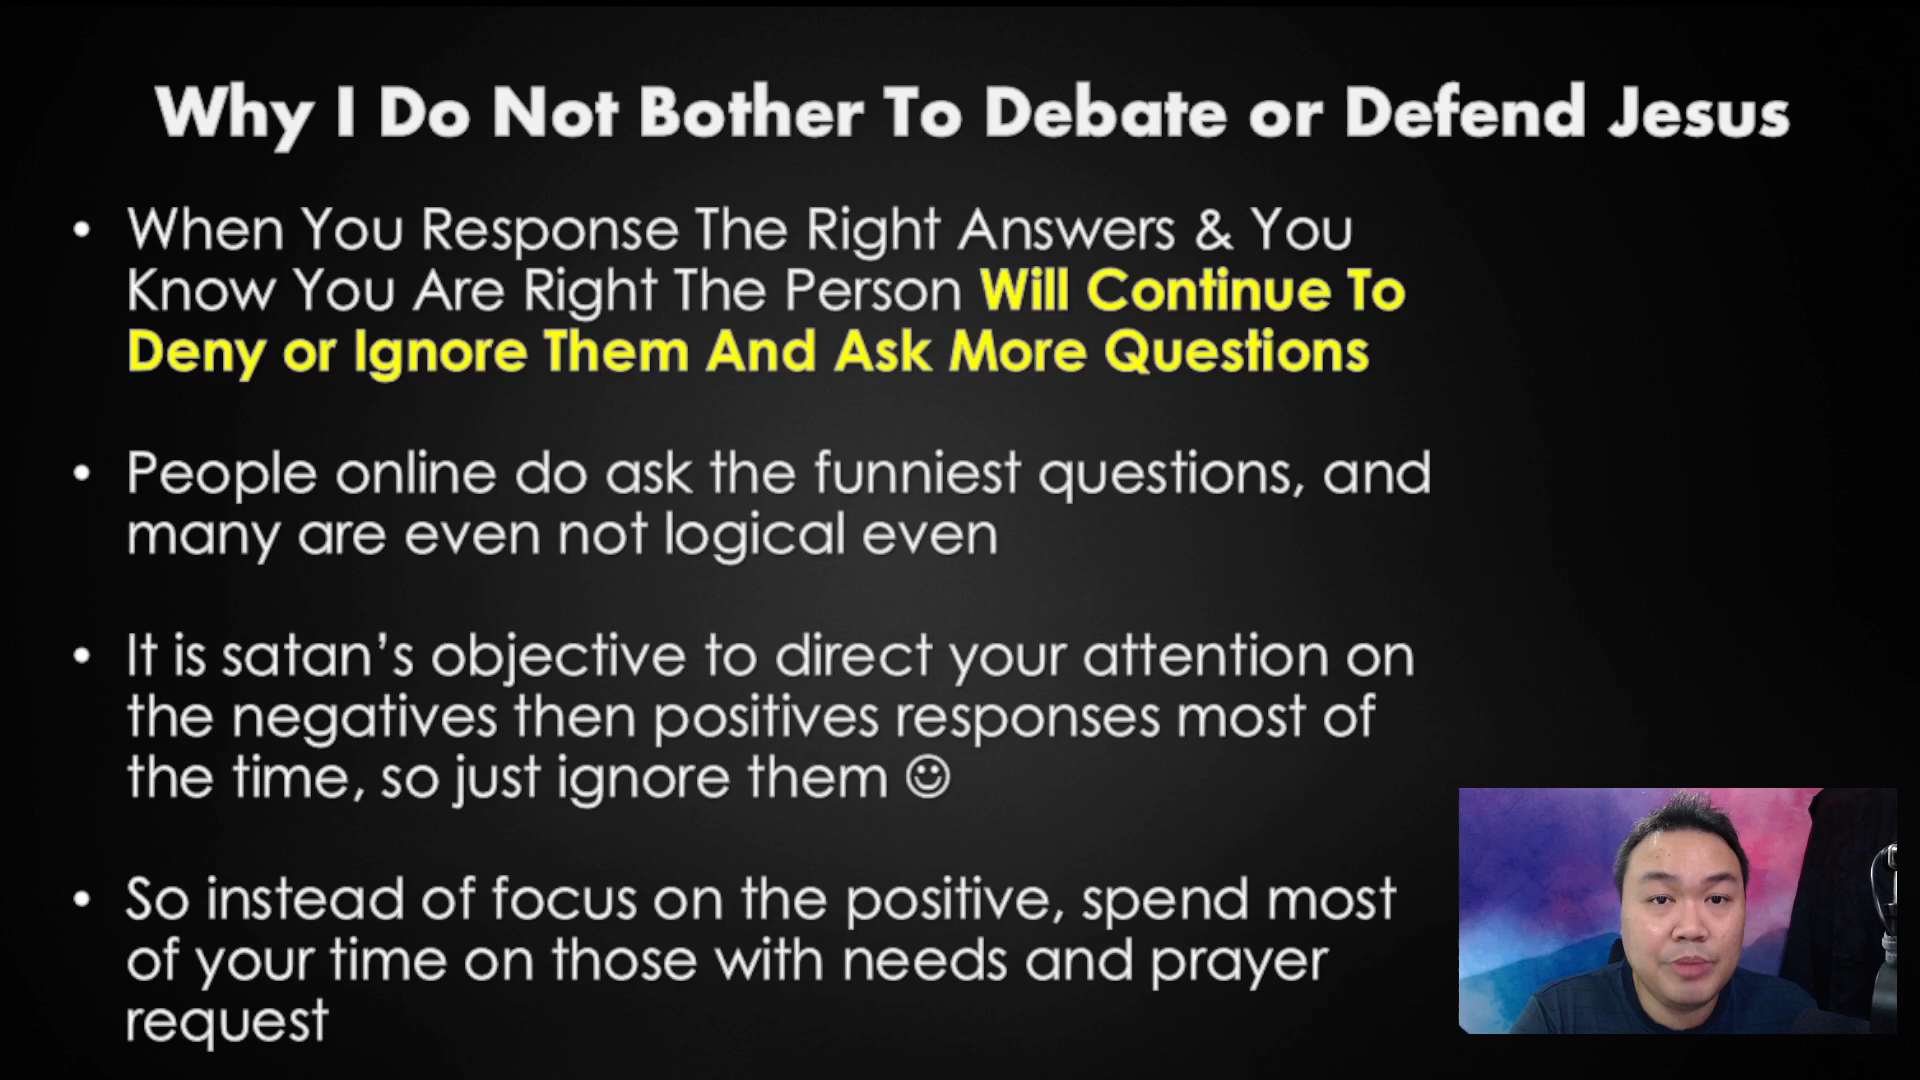 Why I Do Not Bother To Debate or Defend Jesus
• When You Response The Right Answers & You
Know You Are Right The Person Will Continue To
Deny or Ignore Them And Ask More Questions
• People online do ask the funniest questions, and
many are even not logical even
• It is satan’s objective to direct your attention on
the negatives then positives responses most of
the time, so just ignore them ☺
• So instead of focus on the positive, spend most
of your time on those with needs and prayer
request